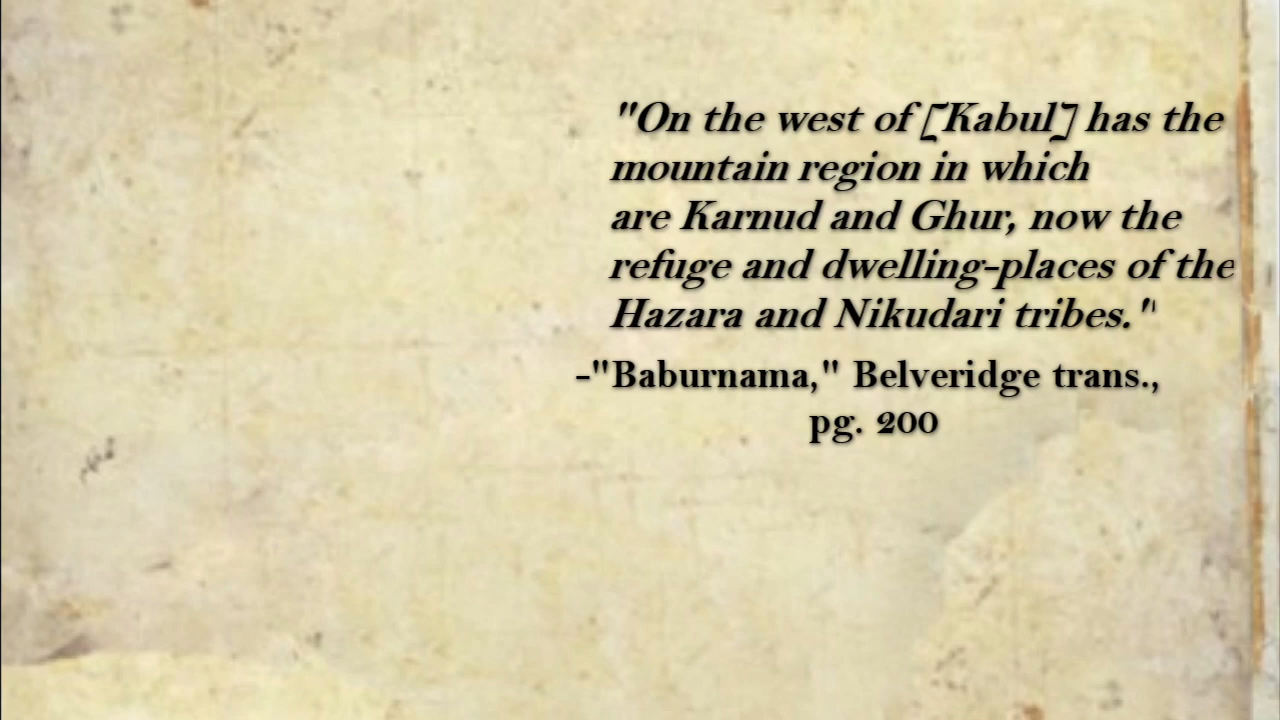 "On the west of [Kabul] has the
mountain region in which
are Karnud and Ghur, now the
refuge and dwelling-places of the
Hazara and Nikudari tribes."
-"Baburnama," Belveridge trans.,
pg. 200